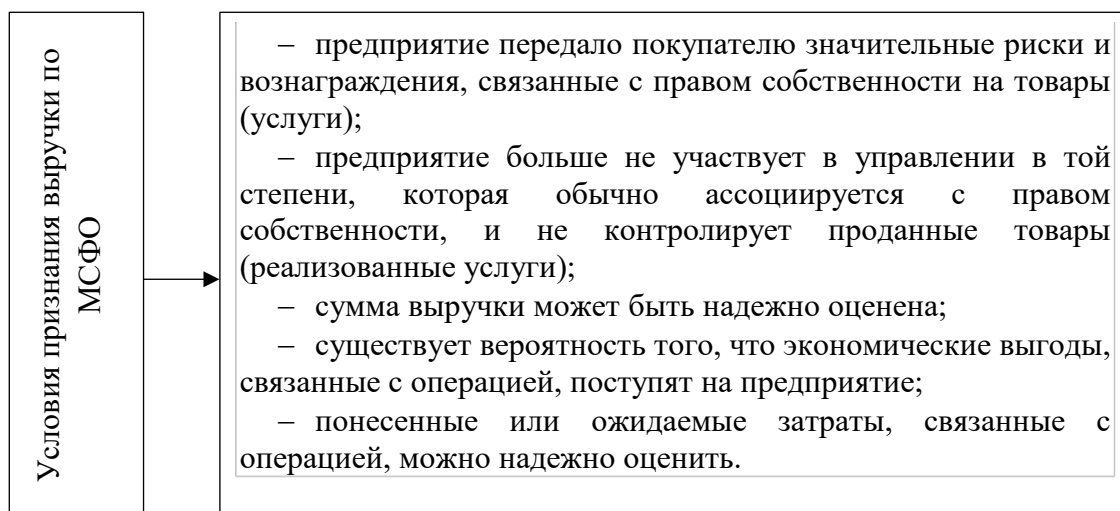 Условия признания выручки по
МСФО
– предприятие передало покупателю значительные риски и
вознаграждения, связанные с правом собственности на товары
(услуги);
– предприятие больше не участвует в управлении в той
степени, которая обычно ассоциируется с правом
собственности, и не контролирует проданные товары
(реализованные услуги);
– сумма выручки может быть надежно оценена;
– существует вероятность того, что экономические выгоды,
связанные с операцией, поступят на предприятие;
– понесенные или ожидаемые затраты, связанные с
операцией, можно надежно оценить.